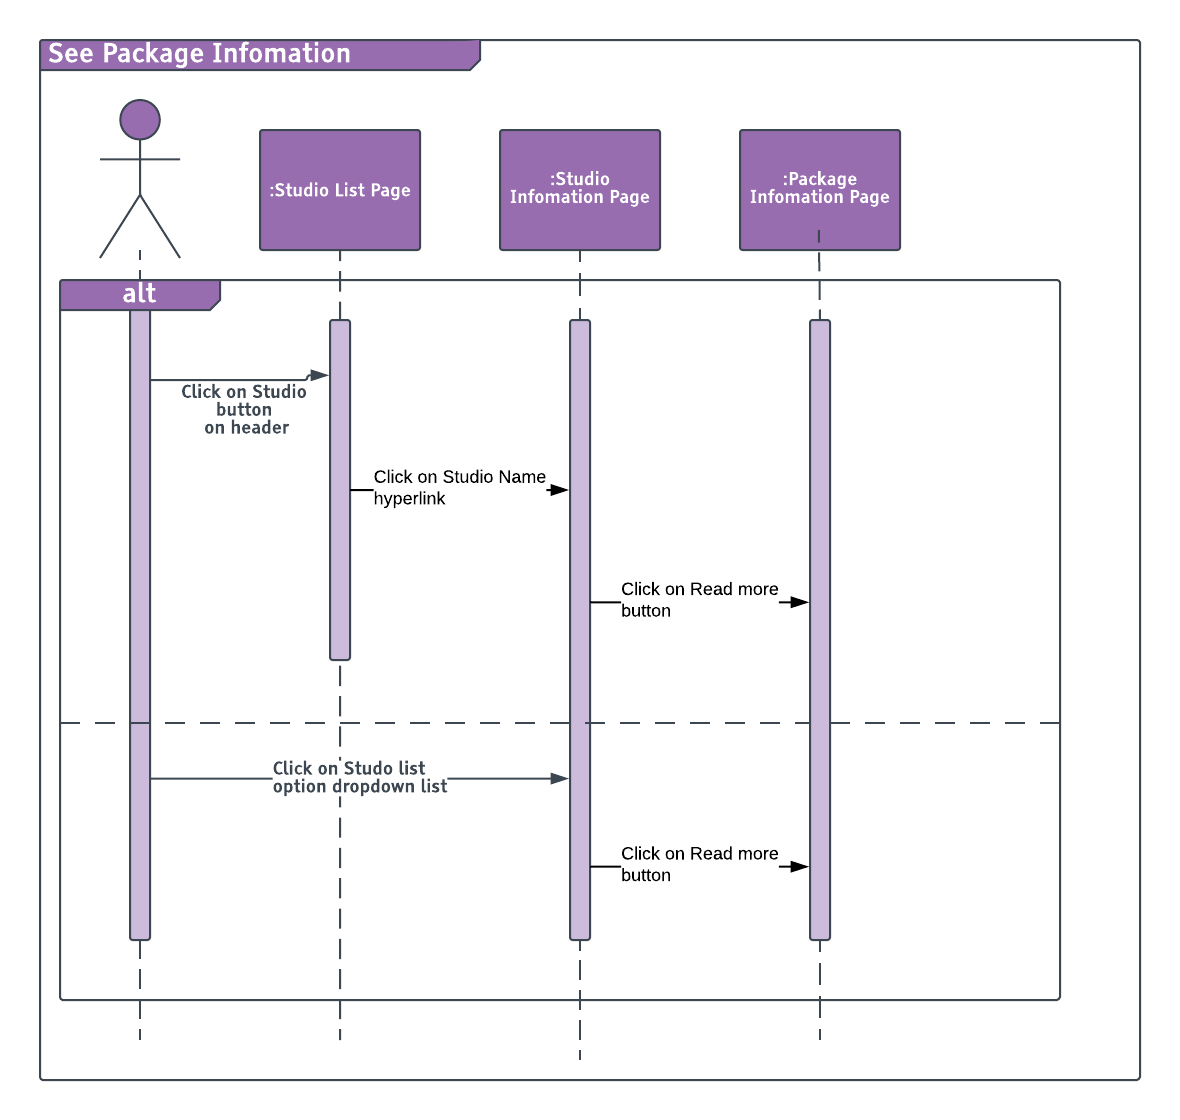 See Package Infomation
:Studio List Page
:Studio
Infomation Page
:Package
Infomation Page
alt
Click on Studio
button
on header
Click on Studio Name
hyperlink
Click on Read more
button
Click on Studo list
option dropdown list
Click on Read more
button